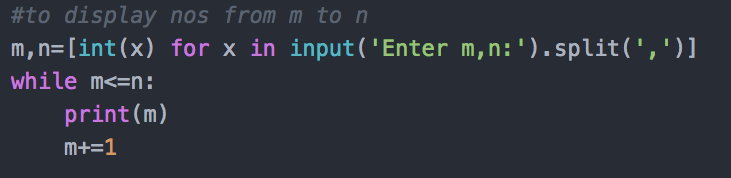 #to display nos from m to n
m,n=[int(x) for x in input('Enter m,n:').split(',')]
while m<=n:
    print(m)
    m+=1